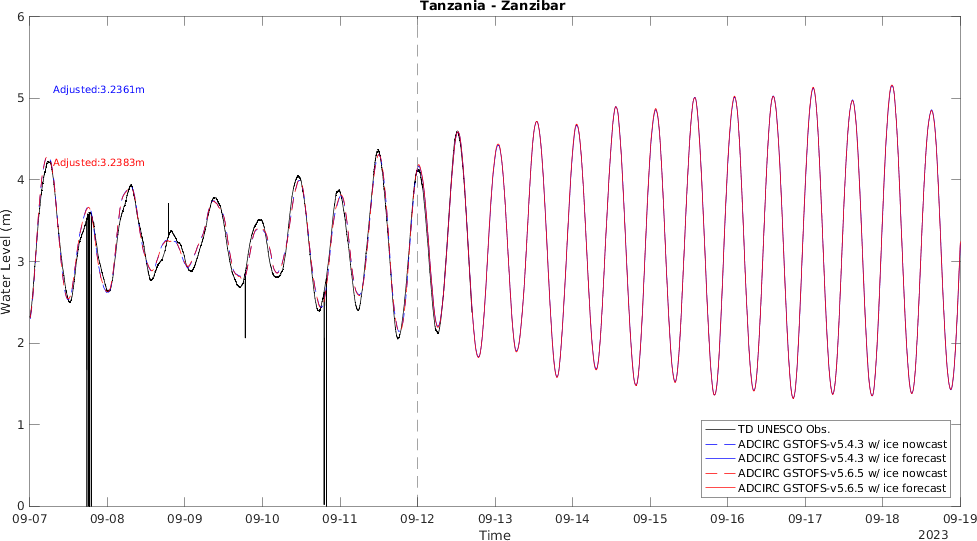 Tanzania - Zanzibar
6
5
4
3
2
1
0
Water Level (m)
Adjusted:3.2361m
Adjusted:3.2383m
TD UNESCO Obs.
ADCIRC GSTOFS-v5.4.3 w/ ice nowcast
ADCIRC GSTOFS-v5.4.3 w/ ice forecast
ADCIRC GSTOFS-v5.6.5 w/ ice nowcast
ADCIRC GSTOFS-v5.6.5 w/ ice forecast
09-07 09-08 09-09 09-10 09-11 09-12 09-13 09-14 09-15 09-16 09-17 09-18 09-19
Time
2023